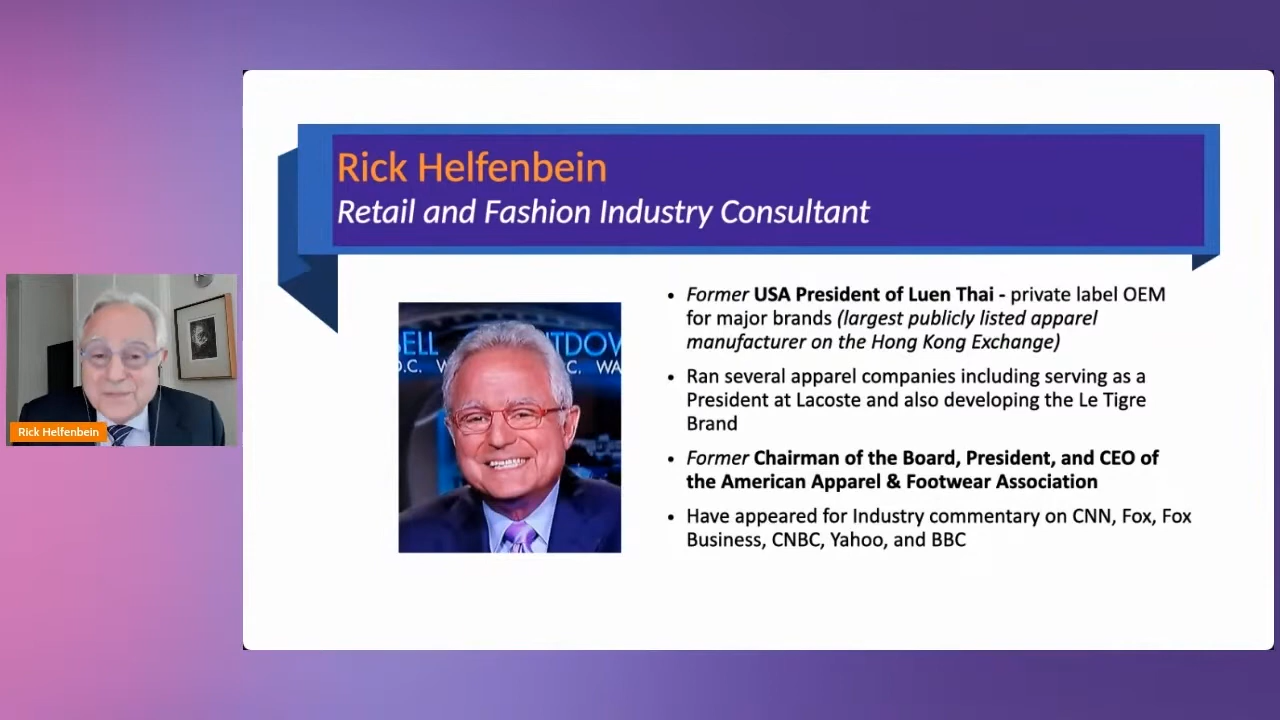 Rick Helfenbein
Retail and Fashion Industry Consultant
Rick Helfenbein
BELL
NTDOV
D.C. W
C. WA
• Former USA President of Luen Thai - private label OEM
for major brands (largest publicly listed apparel
manufacturer on the Hong Kong Exchange)
• Ran several apparel companies including serving as a
President at Lacoste and also developing the Le Tigre
Brand
• Former Chairman of the Board, President, and CEO of
the American Apparel & Footwear Association
• Have appeared for Industry commentary on CNN, Fox, Fox
Business, CNBC, Yahoo, and BBC